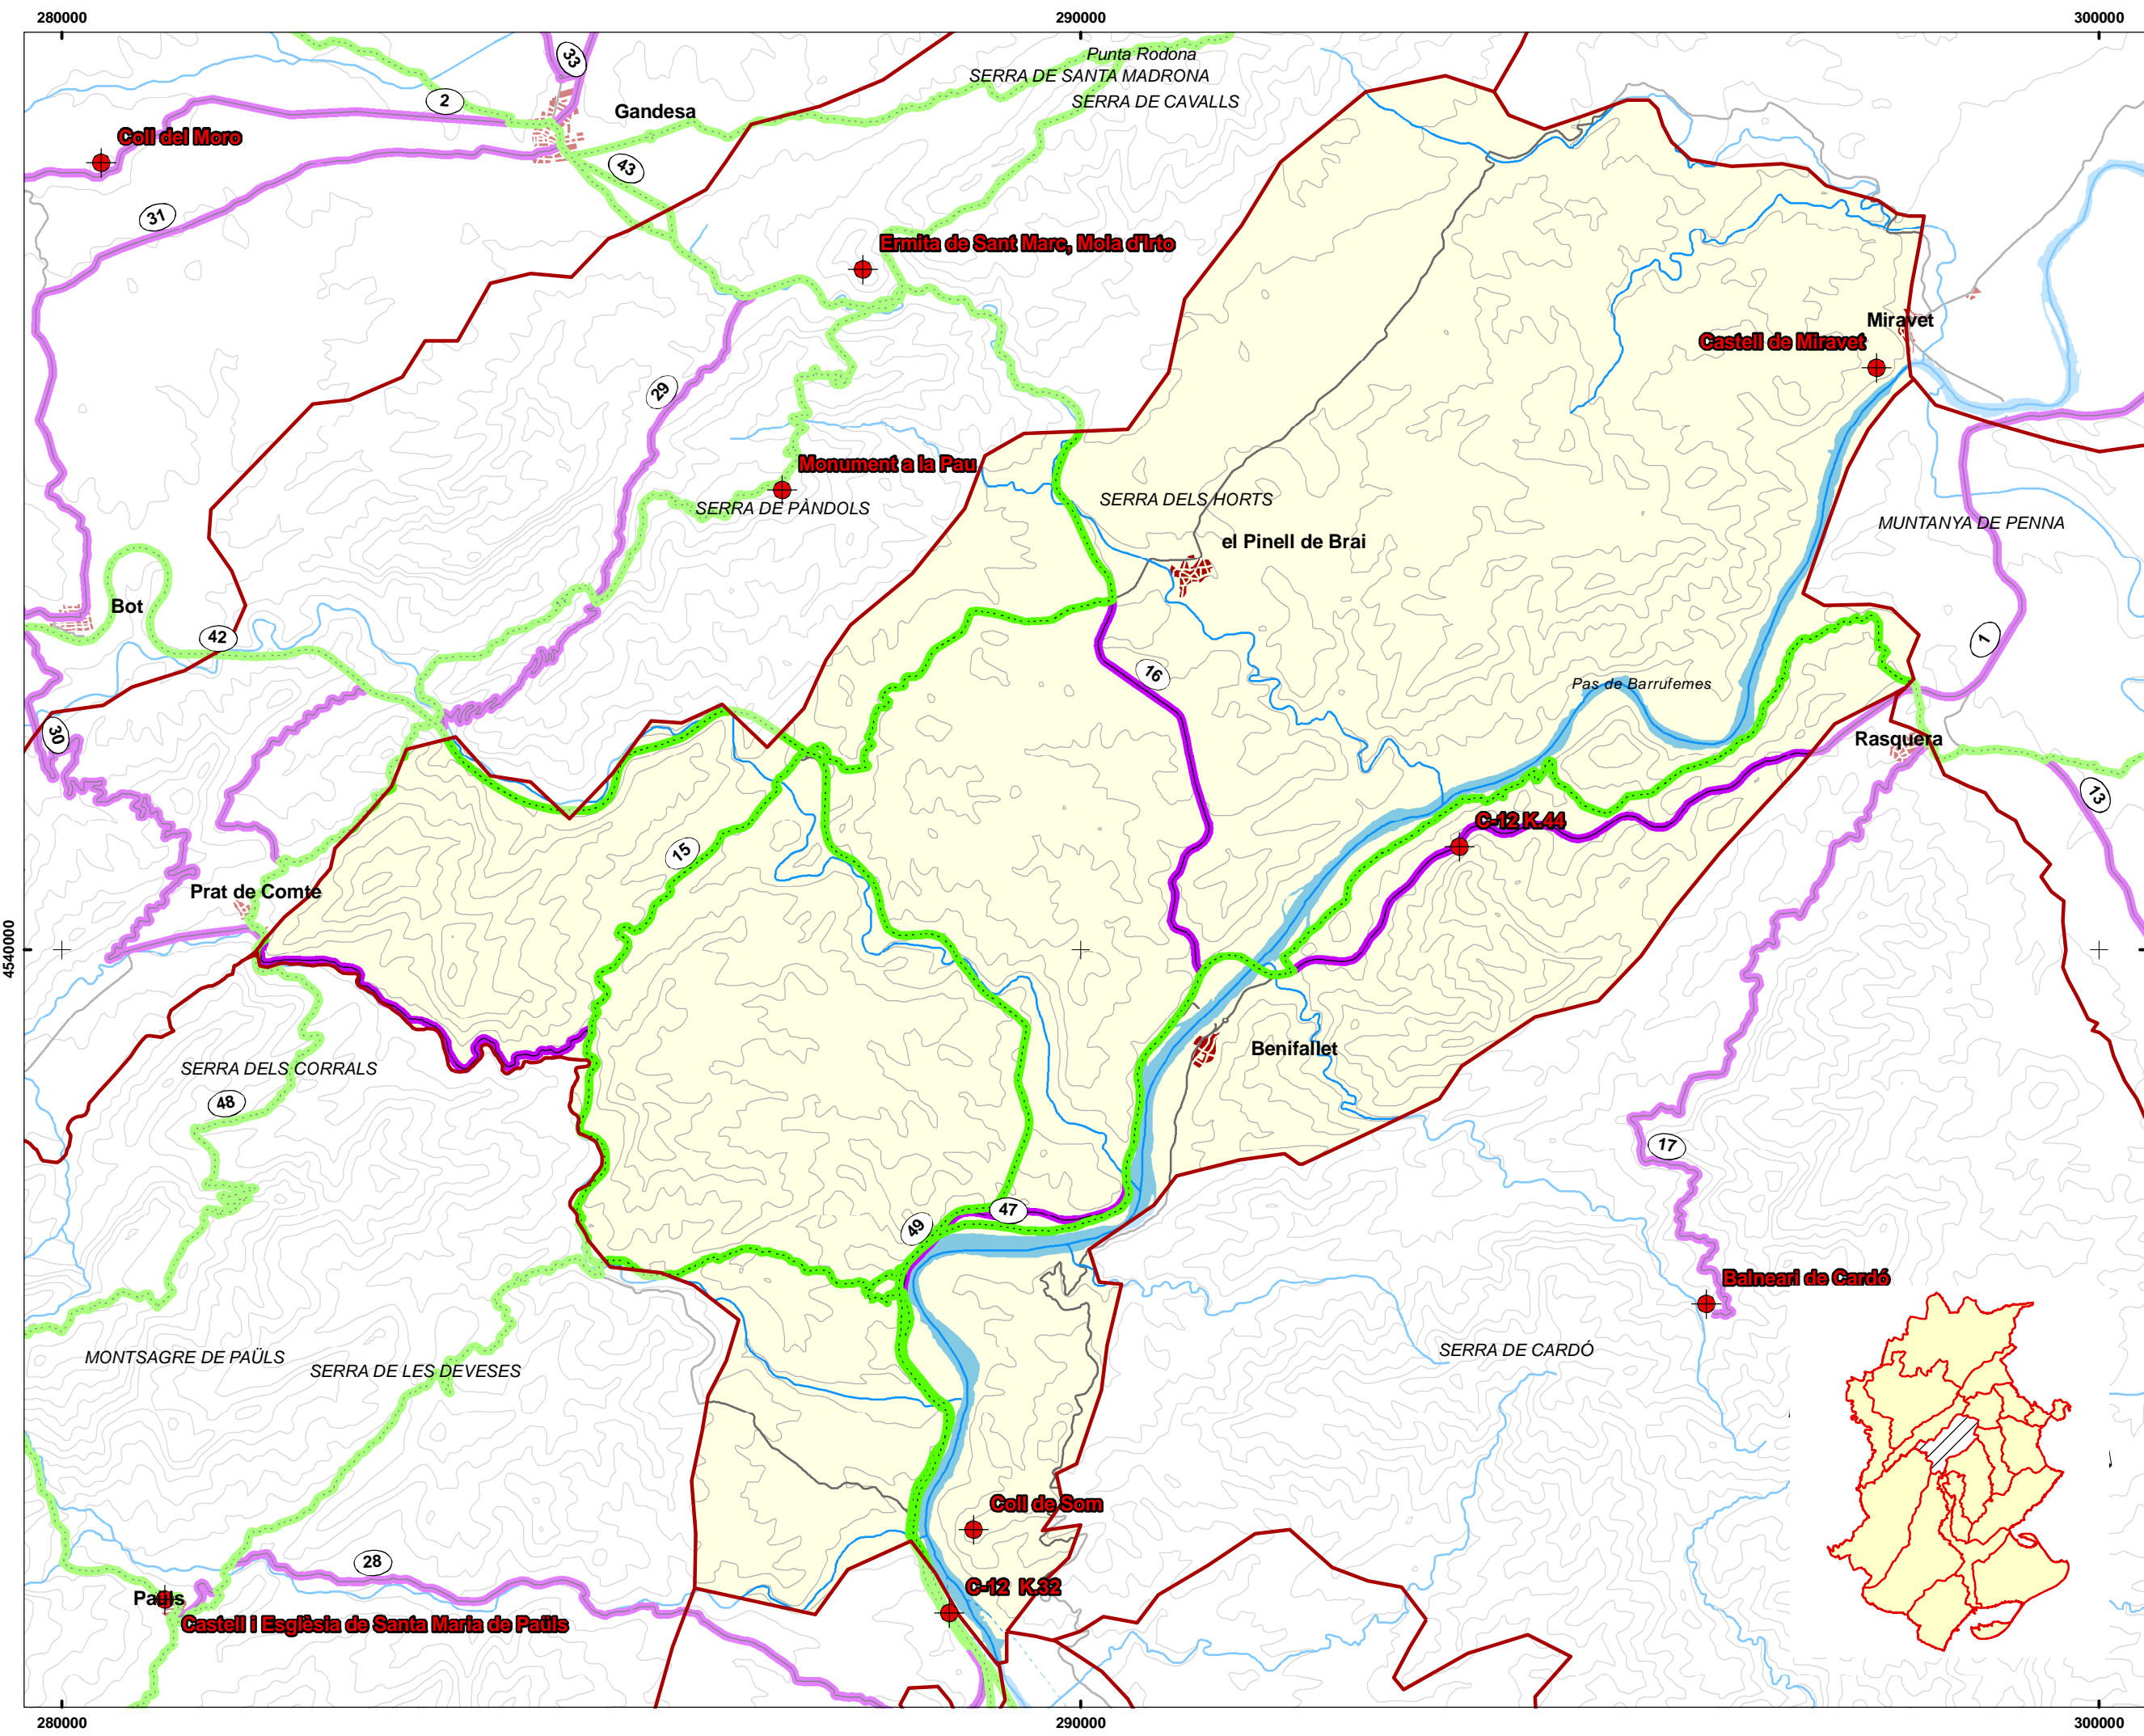 280000
290000
300000
33
Punta Rodona
SERRA DE SANTA MADRONA
2
SERRA DE CAVALLS
Gandesa
Coll del Moro
43
31
Ermita de Sant Marc, Mola d'Irto
Miravet
Castell de Miravet
29
Monument a la Pau
SERRA DELS HORTS
SERRA DE PÀNDOLS
MUNTANYA DE PENNA
el Pinell de Brai
Bot
42
1
16
Pas de Barrufemes
30
Rasquera
13
C-12 K.44
15
Prat de Comte
4540000
Benifallet
SERRA DELS CORRALS
48
17
47
49
Balneari de Cardó
SERRA DE CARDÓ
MONTSAGRE DE PAÜLS
SERRA DE LES DEVESES
Coll de Som
28
C-12 K.32
Paüls
Castell i Església de Santa Maria de Paüls
280000
290000
300000